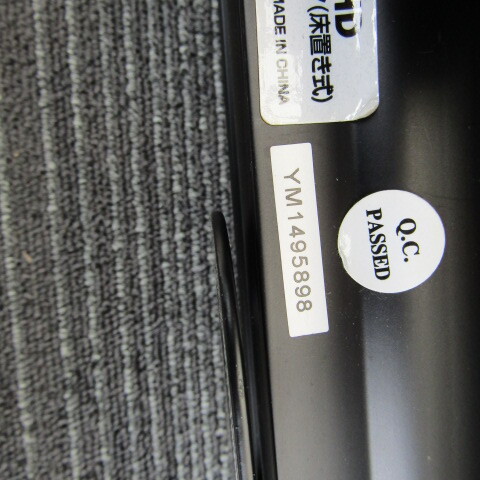 (床置き式)
MADE IN CHINA
YM1495898
Q.C.
PASSED